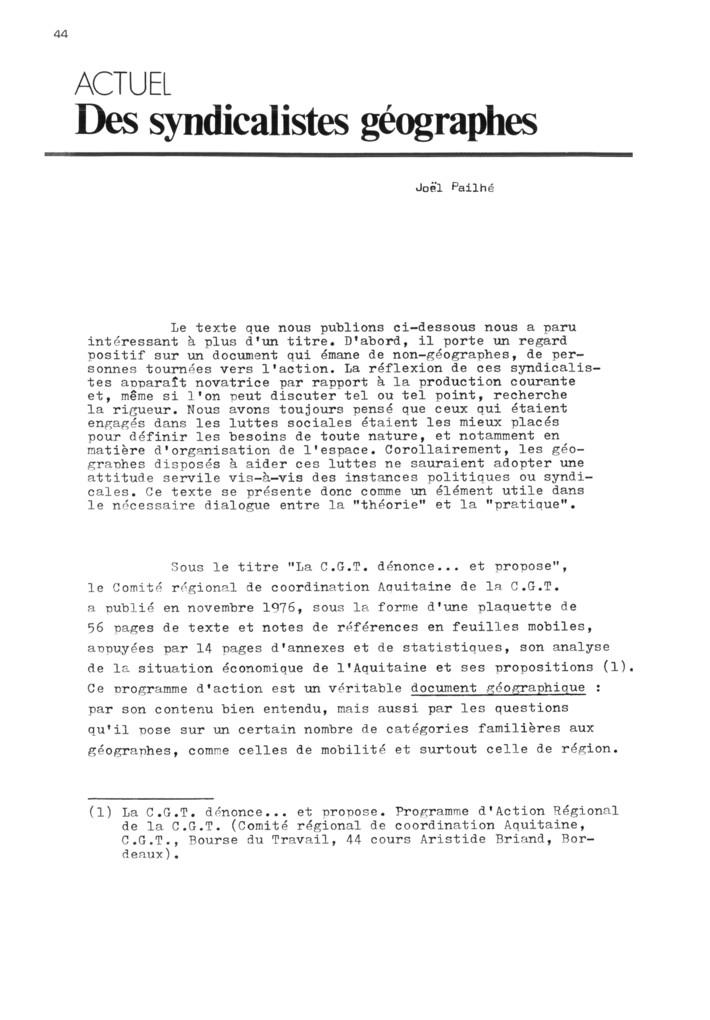 44
ACTUEL
Des syndicalistes géographes
Joël Pailhé
Le texte que nous publions ci-dessous nous a paru
intéressant à plus d'un titre. D'abord, il porte un regard
positif sur un document qui émane de non-géographes, de per-
sonnes tournées vers l'action. La réflexion de ces syndicalis-
tes apparaît novatrice par rapport à la production courante
et, même si l'on peut discuter tel ou tel point, recherche
la rigueur. Nous avons toujours pensé que ceux qui étaient
engagés dans les luttes sociales étaient les mieux placés
pour définir les besoins de toute nature, et notamment en
matière d'organisation de l'espace. Corollairement, les géo-
graphes disposés à aider ces luttes ne sauraient adopter une
attitude servile vis-à-vis des instances politiques ou syndi-
cales. Ce texte se présente donc comme un élément utile dans
le nécessaire dialogue entre la "théorie" et la "pratique".
Sous le titre "La C.G.T. dénonce... et propose",
le Comité régional de coordination Aquitaine de la C.G.T.
a publié en novembre 1976, sous la forme d'une plaquette de
56 pages de texte et notes de références en feuilles mobiles,
appuyées par 14 pages d'annexes et de statistiques, son analyse
de la situation économique de l'Aquitaine et ses propositions (1).
Ce programme d'action est un véritable document géographique :
par son contenu bien entendu, mais aussi par les questions
qu'il pose sur un certain nombre de catégories familières aux
géographes, comme celles de mobilité et surtout celle de région.
(1) La C.G.T. dénonce... et propose. Programme d'Action Régional
de la C.G.T. (Comité régional de coordination Aquitaine,
C.G.T., Bourse du Travail, 44 cours Aristide Briand, Bor-
deaux).